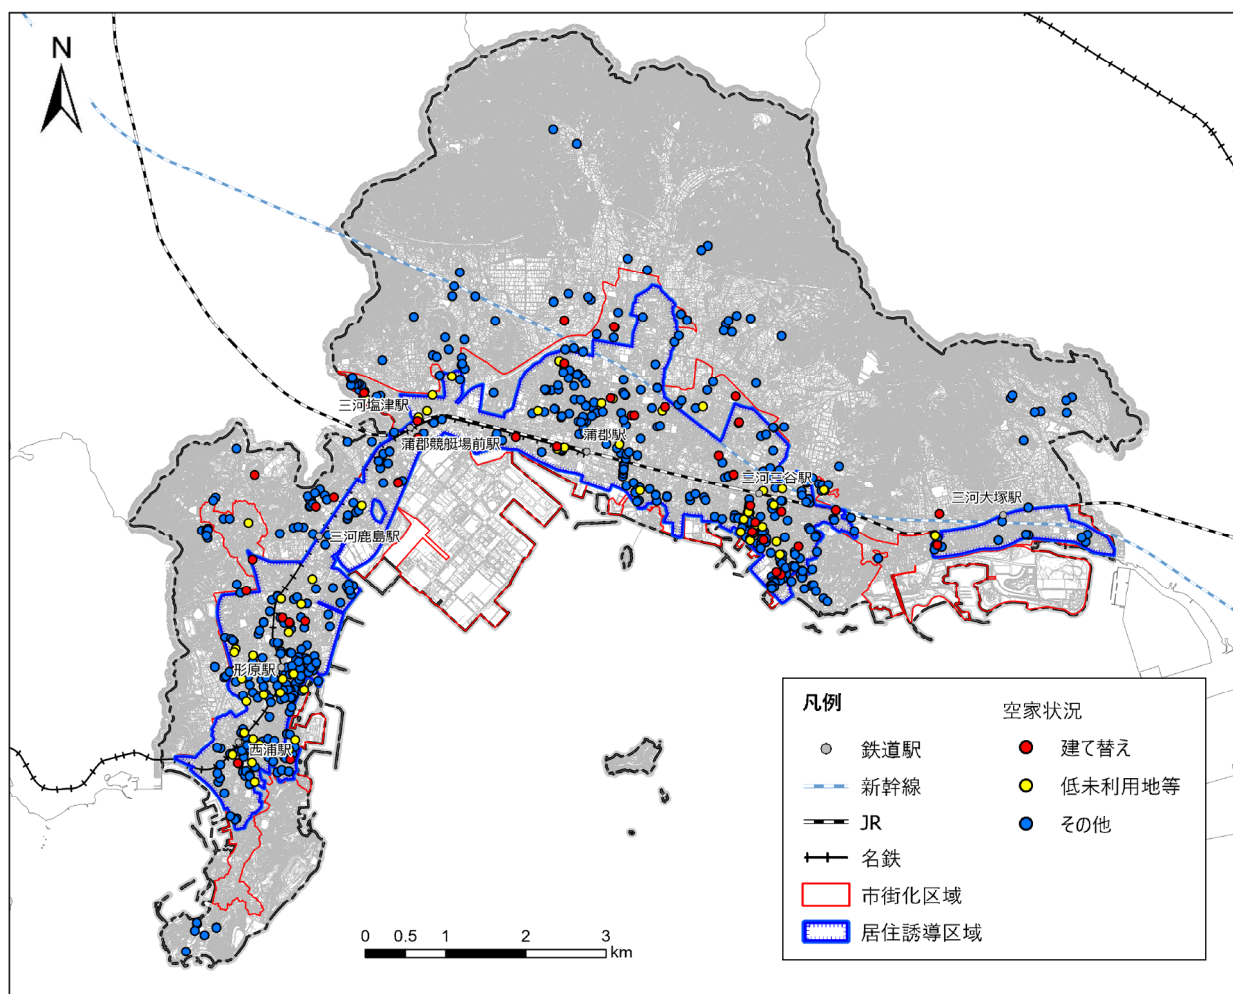 N
三河塩津駅
蒲郡競艇場前駅
蒲郡駅
三河三谷駅
三河大塚駅
三河鹿島駅
形原駅
西浦駅
凡例
鉄道駅
新幹線
JR
名鉄
市街化区域
居住誘導区域
空家状況
建て替え
低未利用地等
その他
0 0.5 1 2 3
km